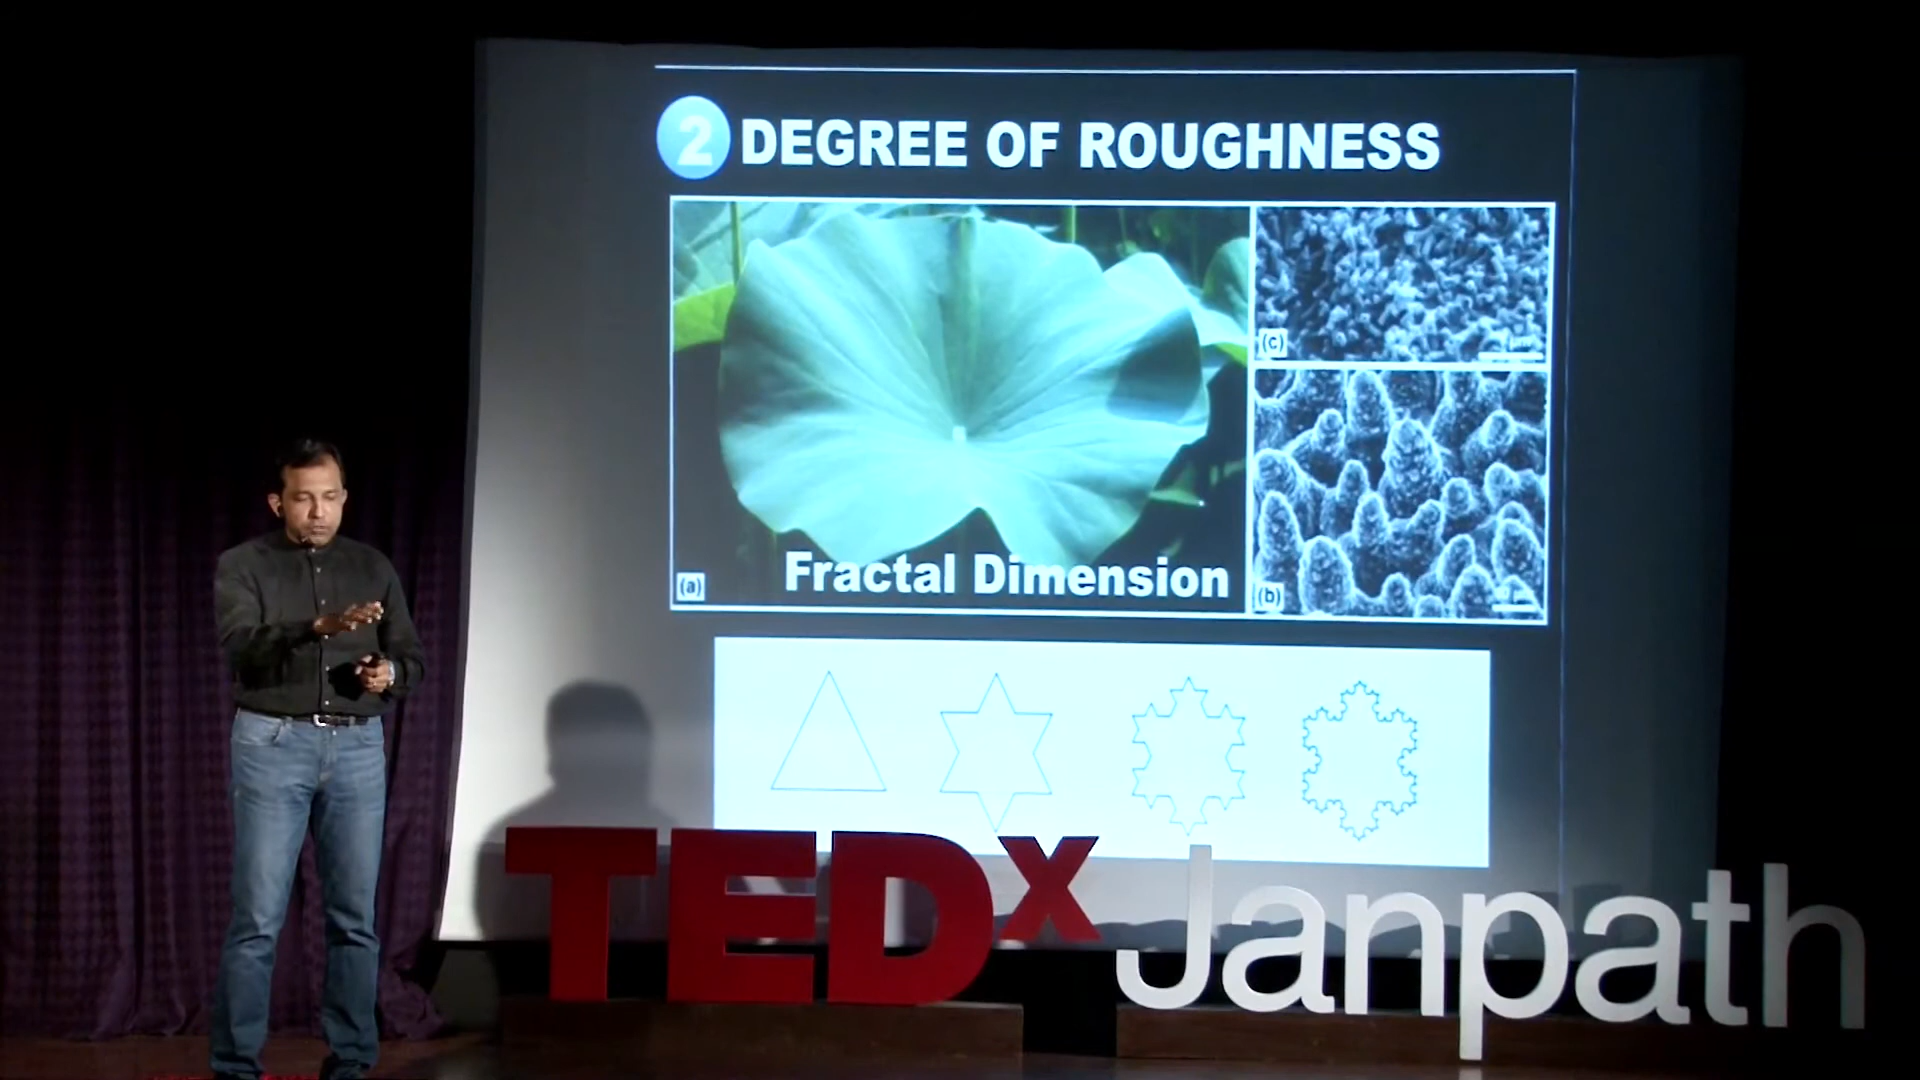 2 DEGREE OF ROUGHNESS
(c)
Fractal Dimension
(a)
(b)
TEDx Janpath